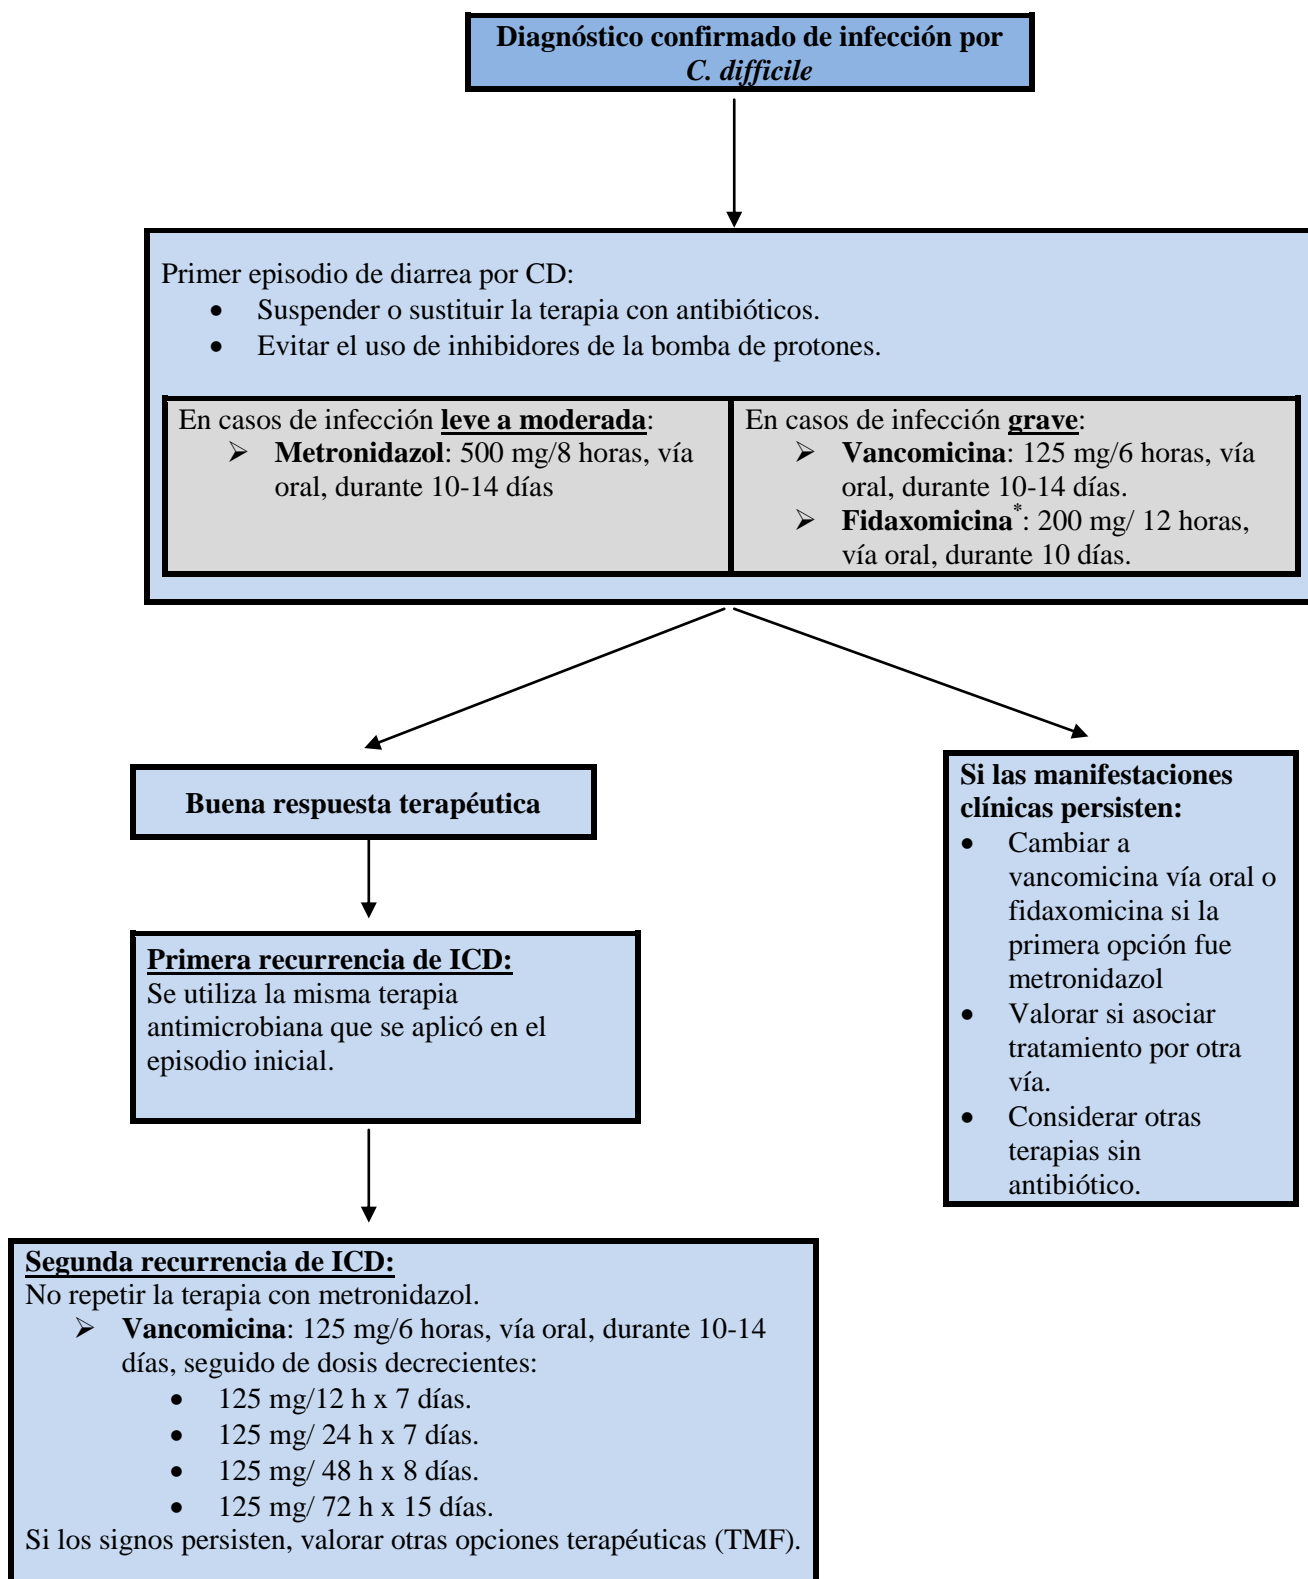 Diagnóstico confirmado de infección por
C. difficile
Primer episodio de diarrea por CD:
• Suspender o sustituir la terapia con antibióticos.
• Evitar el uso de inhibidores de la bomba de protones.
En casos de infección leve a moderada:
➢ Metronidazol: 500 mg/8 horas, vía
oral, durante 10-14 días
En casos de infección grave:
➢ Vancomicina: 125 mg/6 horas, vía
oral, durante 10-14 días.
➢ Fidaxomicina*: 200 mg/ 12 horas,
vía oral, durante 10 días.
Buena respuesta terapéutica
Primera recurrencia de ICD:
Se utiliza la misma terapia
antimicrobiana que se aplicó en el
episodio inicial.
Segunda recurrencia de ICD:
No repetir la terapia con metronidazol.
➢ Vancomicina: 125 mg/6 horas, vía oral, durante 10-14
días, seguido de dosis decrecientes:
• 125 mg/12 h x 7 días.
• 125 mg/ 24 h x 7 días.
• 125 mg/ 48 h x 8 días.
• 125 mg/ 72 h x 15 días.
Si los signos persisten, valorar otras opciones terapéuticas (TMF).
Si las manifestaciones
clínicas persisten:
• Cambiar a
vancomicina vía oral o
fidaxomicina si la
primera opción fue
metronidazol
• Valorar si asociar
tratamiento por otra
vía.
• Considerar otras
terapias sin
antibiótico.